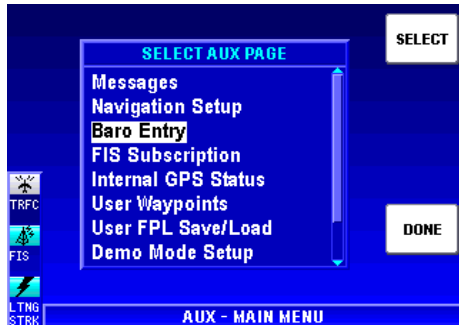 SELECT
SELECT AUX PAGE
Messages
Navigation Setup
Baro Entry
FIS Subscription
Internal GPS Status
User Waypoints
User FPL Save/Load
Demo Mode Setup
TRFC
FIS
DONE
LTNG
STRK
AUX - MAIN MENU